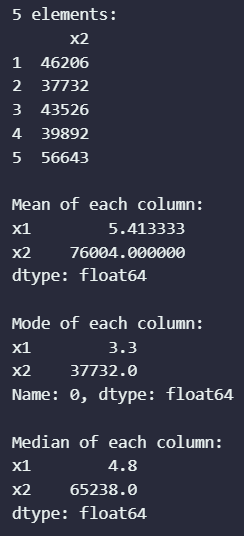 5 elements:
x2
1 46206
2 37732
3 43526
4 39892
5 56643
Mean of each column:
x1 5.413333
x2 76004.000000
dtype: float64
Mode of each column:
x1 3.3
x2 37732.0
Name: 0, dtype: float64
Median of each column:
x1 4.8
x2 65238.0
dtype: float64